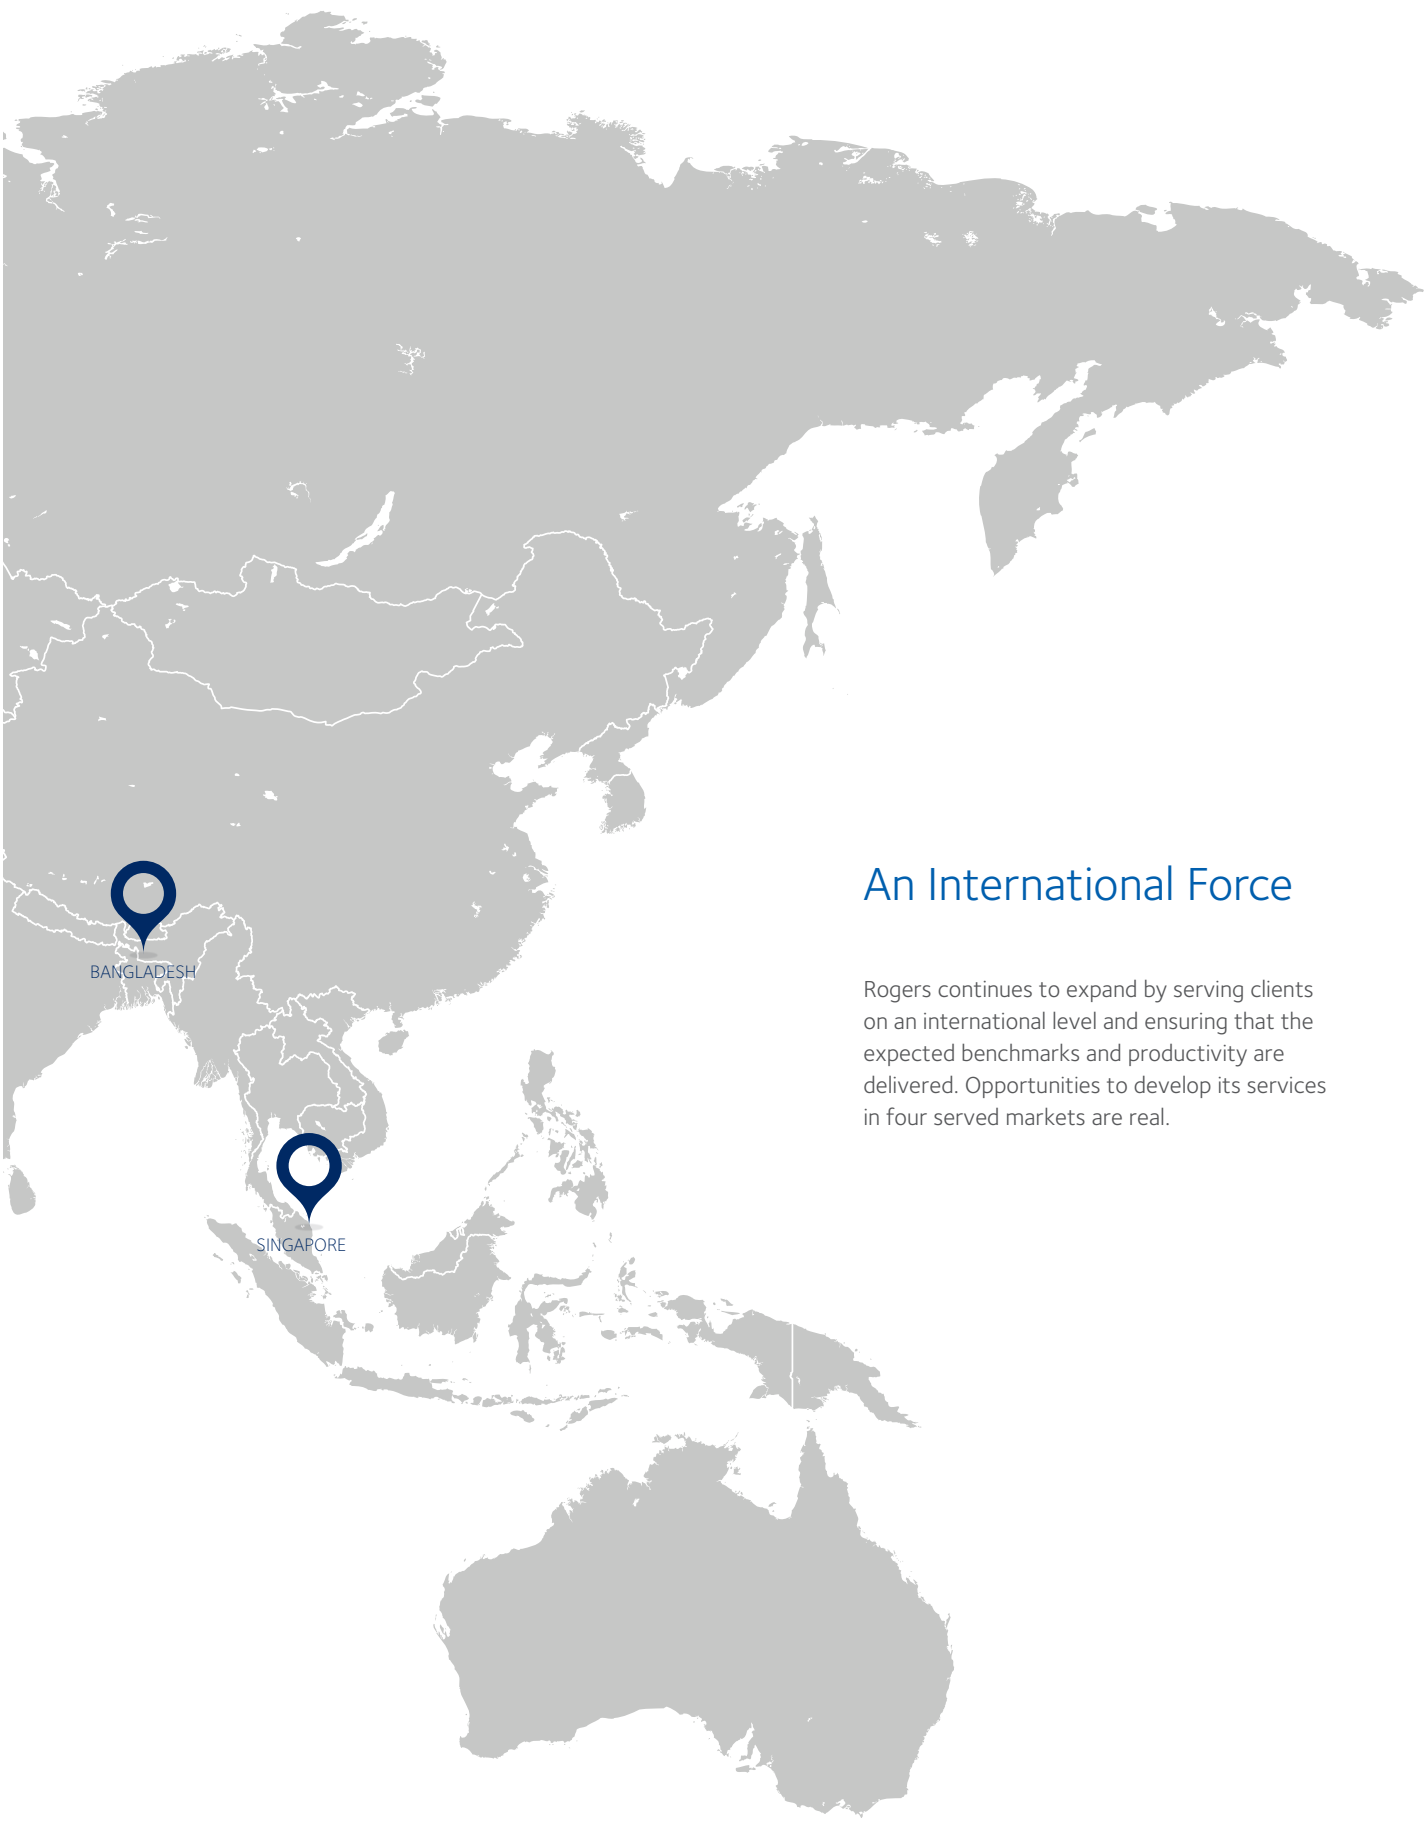 An International Force
BANGLADESH
Rogers continues to expand by serving clients
on an international level and ensuring that the
expected benchmarks and productivity are
delivered. Opportunities to develop its services
in four served markets are real.
SINGAPORE